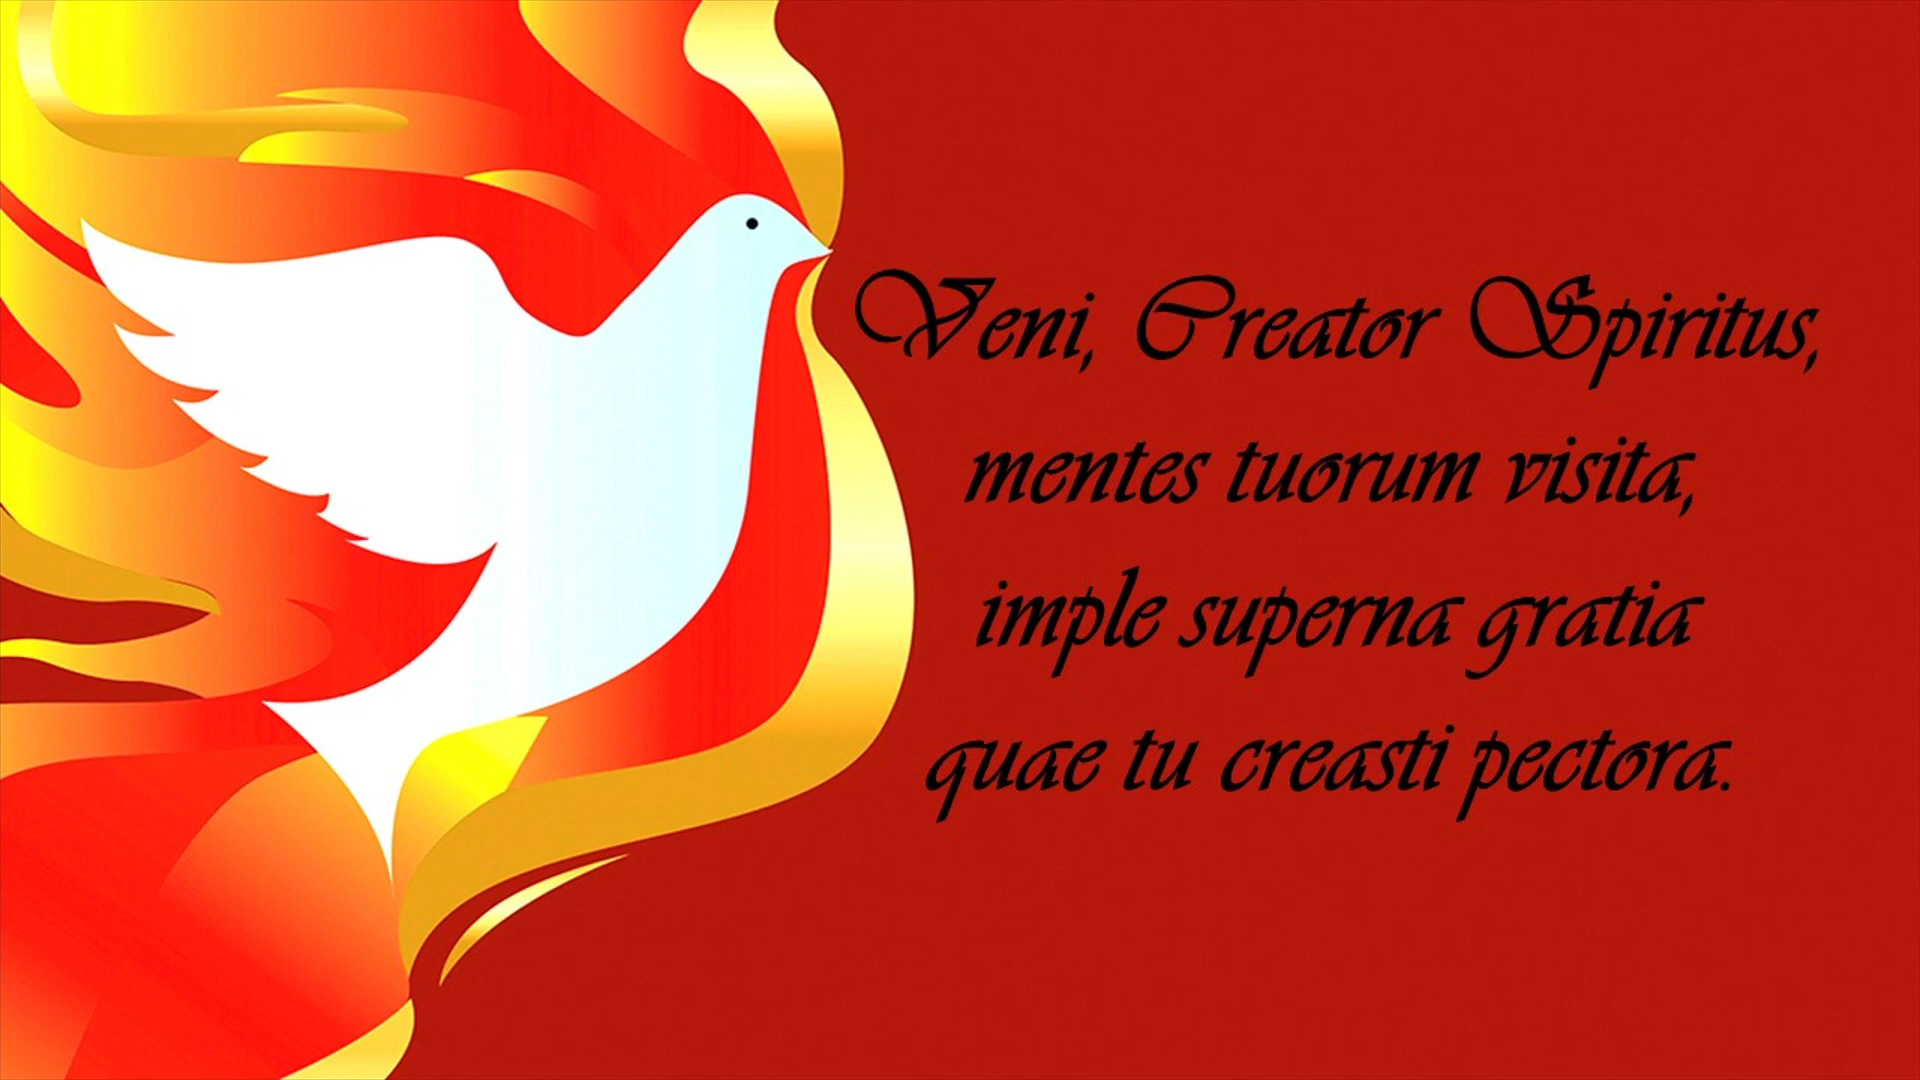 Veni, Creator Spiritus,
mentes tuorum visita,
imple superna gratia
quae tu creasti pectora.